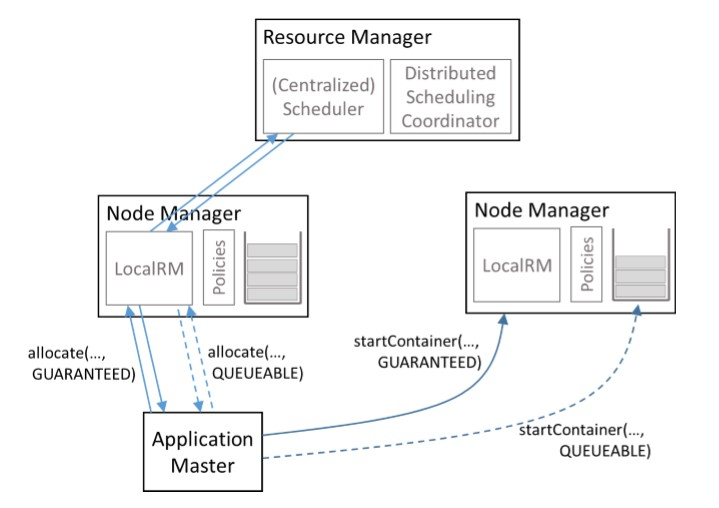 Resource Manager
(Centralized)
Scheduler
Distributed
Scheduling
Coordinator
Node Manager
LocalRM
Policies
Node Manager
LocalRM
Policies
allocate(...,
GUARANTEED)
allocate(...,
QUEUEABLE)
startContainer(...,
GUARANTEED)
startContainer(...,
QUEUEABLE)
Application
Master